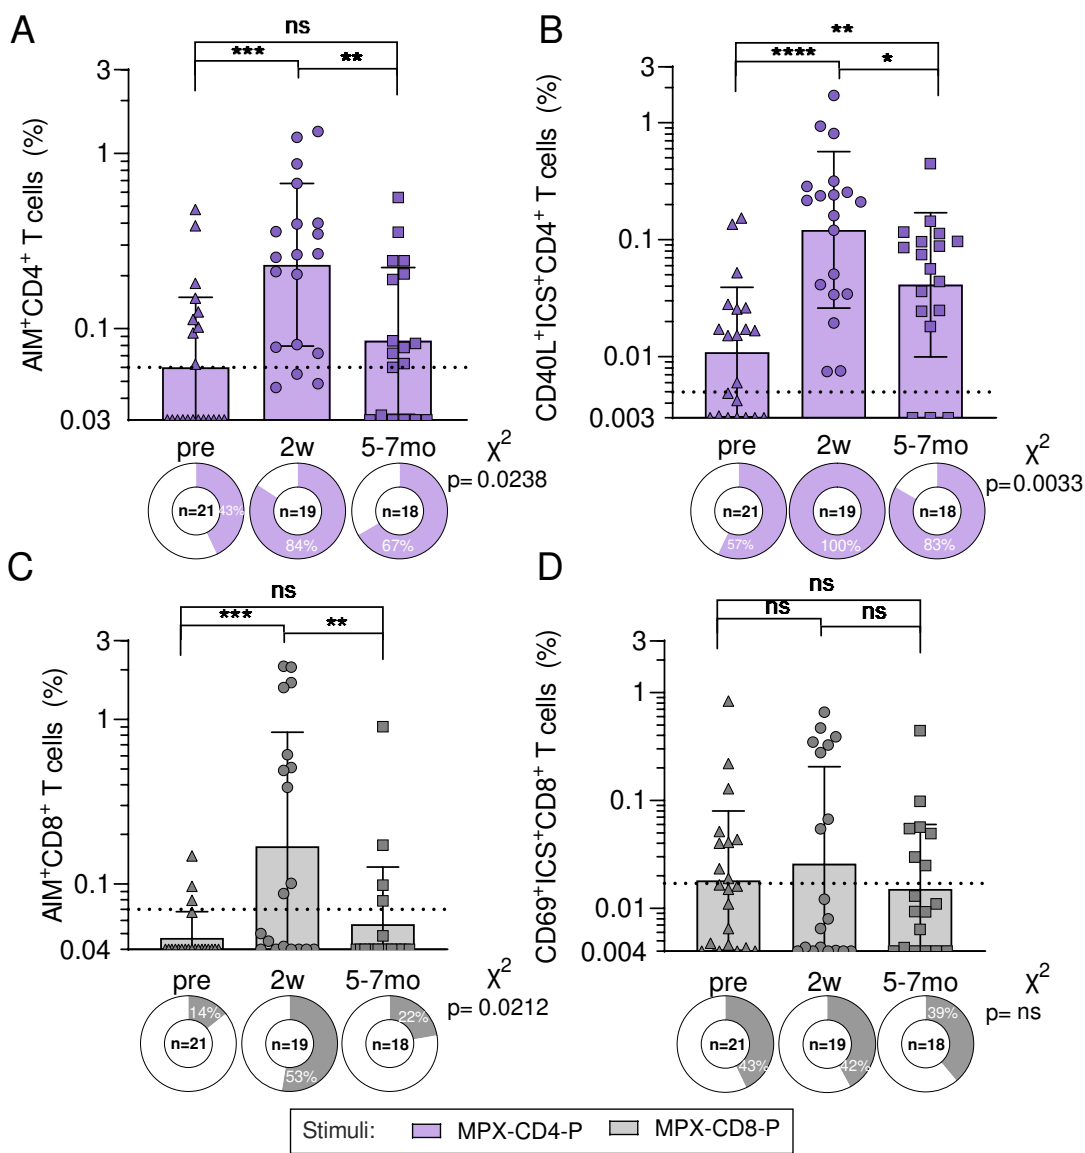 A
ns
***
**
AIM⁺CD4⁺ T cells (%)
3
1
0.1
0.03
pre 2w 5-7mo
χ²
p= 0.0238
n=21 43%
n=19 84%
n=18 67%
B
**
****
*
CD40L⁺ICS⁺CD4⁺ T cells (%)
3
1
0.1
0.01
0.003
pre 2w 5-7mo
χ²
p= 0.0033
n=21 57%
n=19 100%
n=18 83%
C
ns
***
**
AIM⁺CD8⁺ T cells (%)
3
1
0.1
0.04
pre 2w 5-7mo
χ²
p= 0.0212
n=21 14%
n=19 53%
n=18 22%
D
ns
ns
ns
CD69⁺ICS⁺CD8⁺ T cells (%)
3
1
0.1
0.01
0.004
pre 2w 5-7mo
χ²
p= ns
n=21 43%
n=19 42%
n=18 39%
Stimuli: MPX-CD4-P MPX-CD8-P